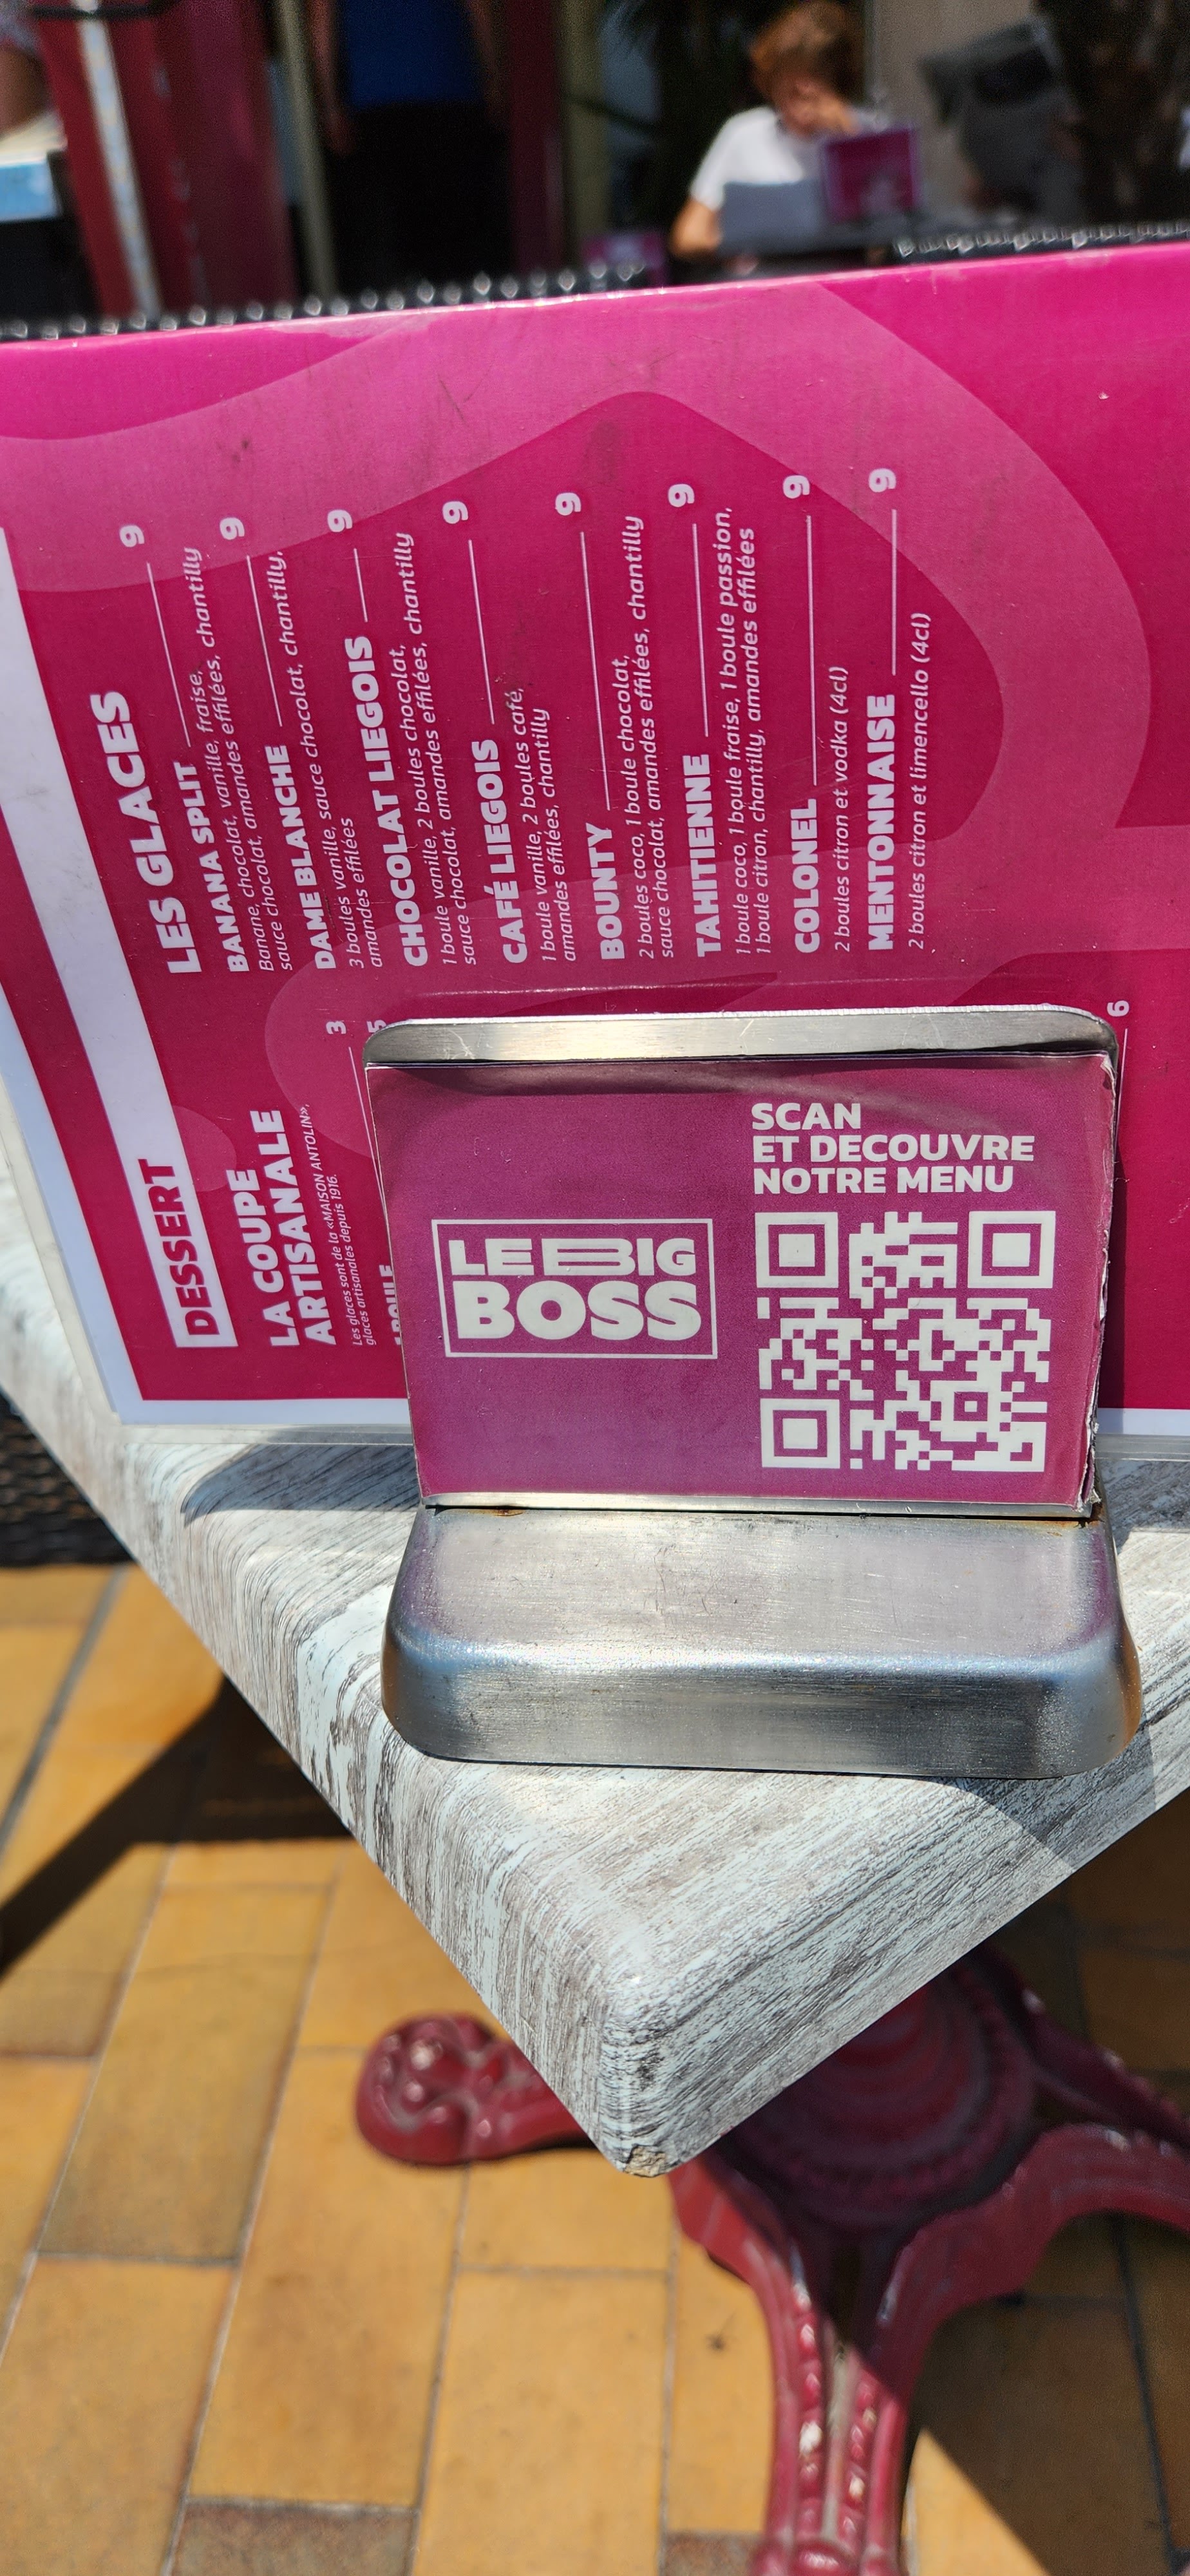 DESSERT
LA COUPE
ARTISANALE
Les glaces sont de la «MAISON ANTOLIN»,
glaces artisanales depuis 1916.
BOULE 3
5
6
LES GLACES
BANANA SPLIT 9
Banane, chocolat, vanille, fraise,
sauce chocolat, amandes effilées, chantilly
DAME BLANCHE 9
3 boules vanille, sauce chocolat, chantilly,
amandes effilées
CHOCOLAT LIEGOIS 9
1 boule vanille, 2 boules chocolat,
sauce chocolat, amandes effilées, chantilly
CAFÉ LIEGOIS 9
1 boule vanille, 2 boules café,
amandes effilées, chantilly
BOUNTY 9
2 boules coco, 1 boule chocolat,
sauce chocolat, amandes effilées, chantilly
TAHITIENNE 9
1 boule coco, 1 boule fraise, 1 boule passion,
1 boule citron, chantilly, amandes effilées
COLONEL 9
2 boules citron et vodka (4cl)
MENTONNAISE 9
2 boules citron et limencello (4cl)
LE BIG
BOSS
SCAN
ET DECOUVRE
NOTRE MENU